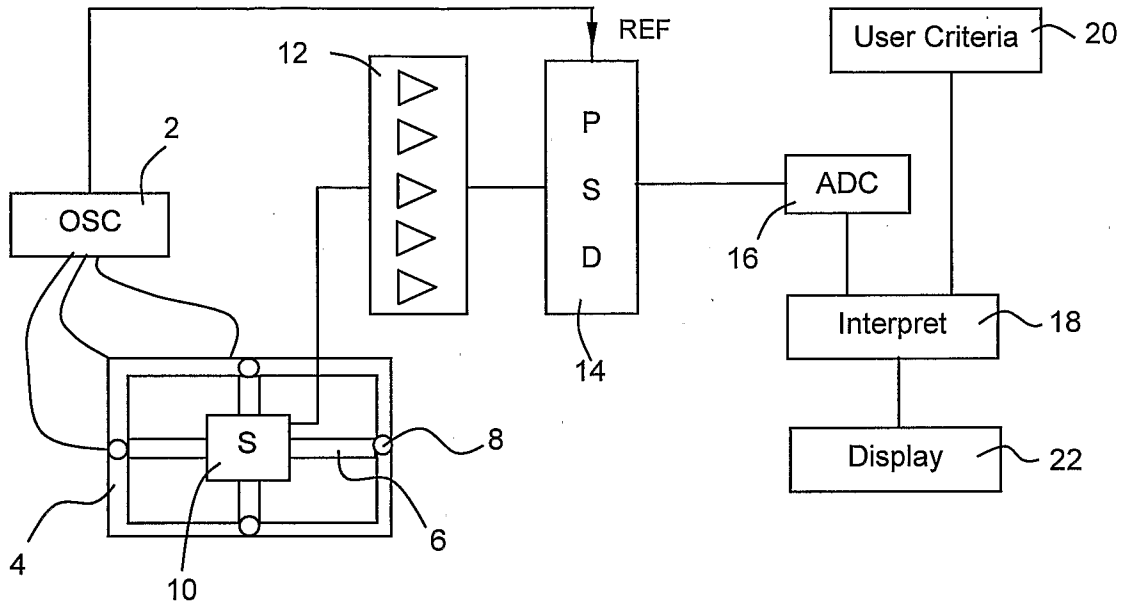 REF
12
User Criteria
20
2
P
S
D
OSC
ADC
16
Interpret
18
14
S
8
Display
22
4
10
6